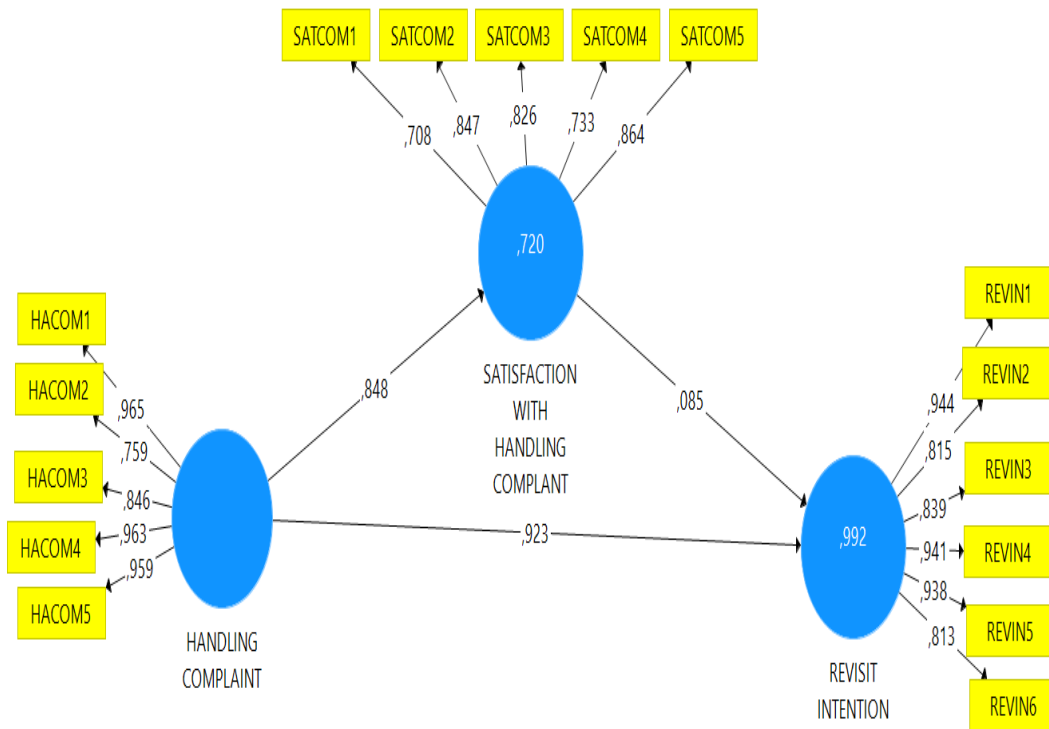 SATCOM1 SATCOM2 SATCOM3 SATCOM4 SATCOM5
,708 ,847 ,826 ,733 ,864
,720
SATISFACTION
WITH
HANDLING
COMPLANT
HACOM1
HACOM2
HACOM3
HACOM4
HACOM5
,965
,759
,846
,963
,959
HANDLING
COMPLAINT
,848
,085
,923
,992
REVISIT
INTENTION
,944
,815
,839
,941
,938
,813
REVIN1
REVIN2
REVIN3
REVIN4
REVIN5
REVIN6